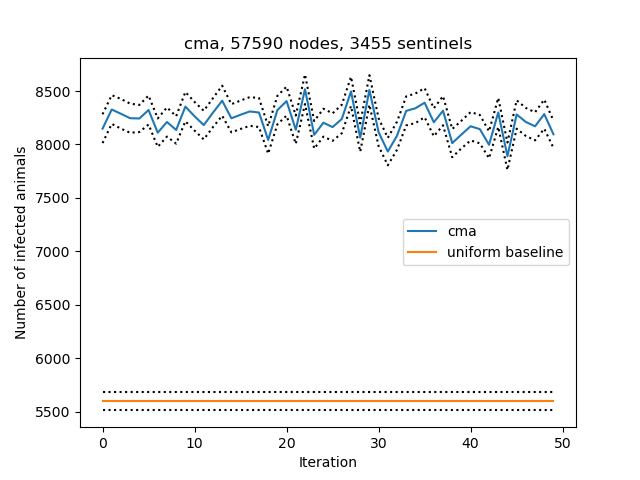 cma, 57590 nodes, 3455 sentinels
Number of infected animals
8500
8000
7500
7000
6500
6000
5500
cma
uniform baseline
0
10
20
30
40
50
Iteration